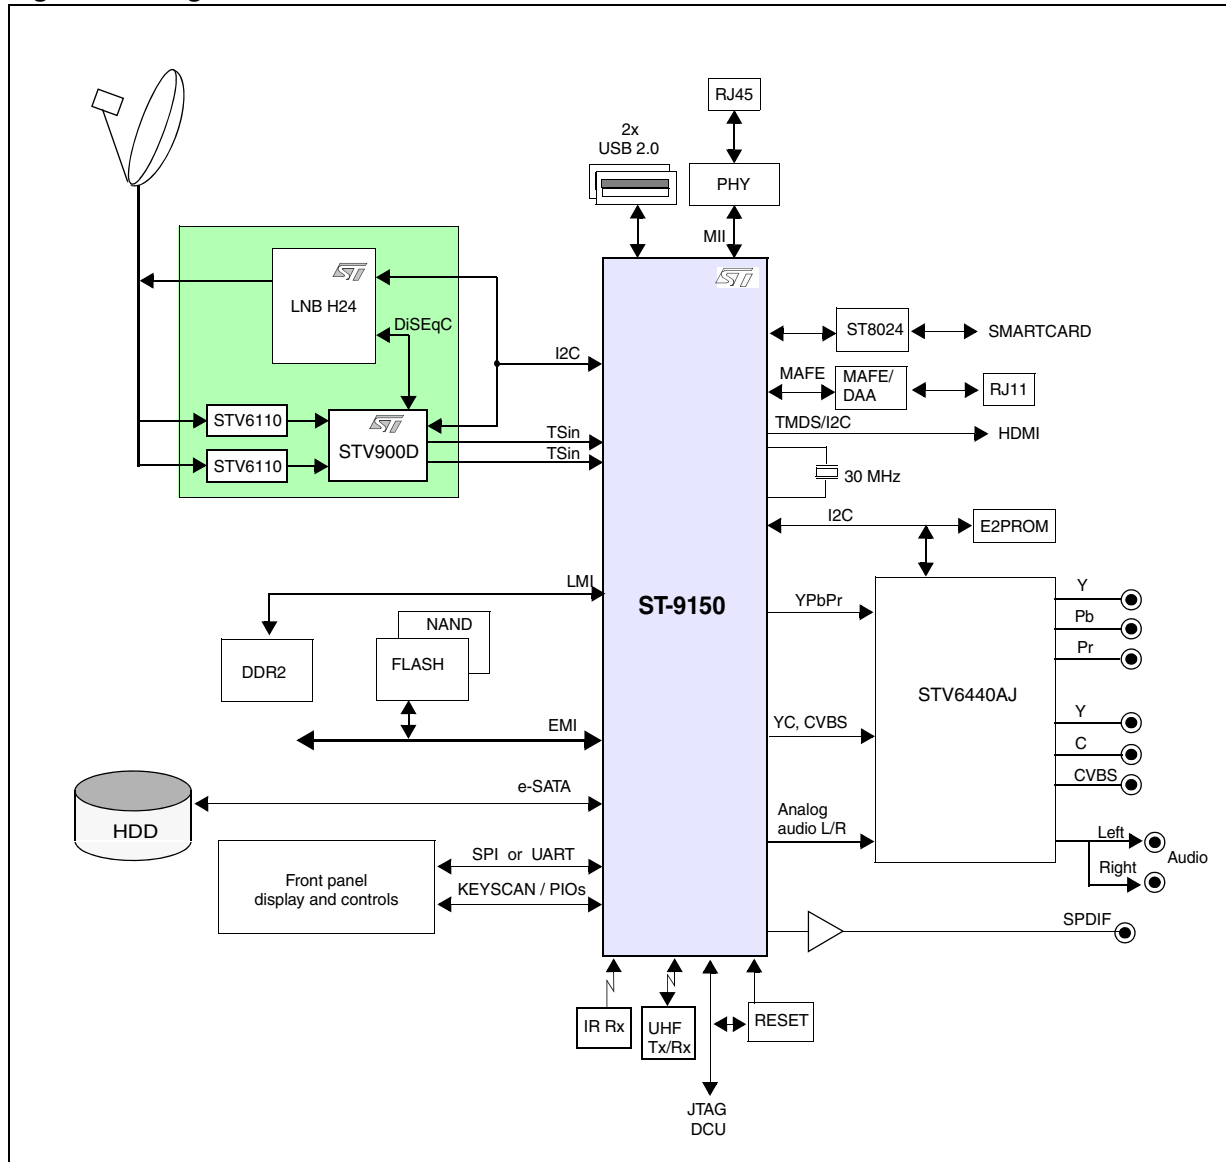 RJ45
2x
USB 2.0
PHY
MII
ST
ST
LNB H24
DiSEqC
I2C
ST8024
SMARTCARD
MAFE
MAFE/
DAA
RJ11
TMDS/I2C
HDMI
30 MHz
STV6110
STV6110
ST
STV900D
TSin
TSin
I2C
E2PROM
LMI
ST-9150
YPbPr
Y
Pb
Pr
NAND
FLASH
DDR2
STV6440AJ
EMI
YC, CVBS
Y
C
CVBS
e-SATA
HDD
Analog
audio L/R
Left
Right
Audio
SPI or UART
KEYSCAN / PIOs
Front panel
display and controls
SPDIF
IR Rx
UHF
Tx/Rx
RESET
JTAG
DCU